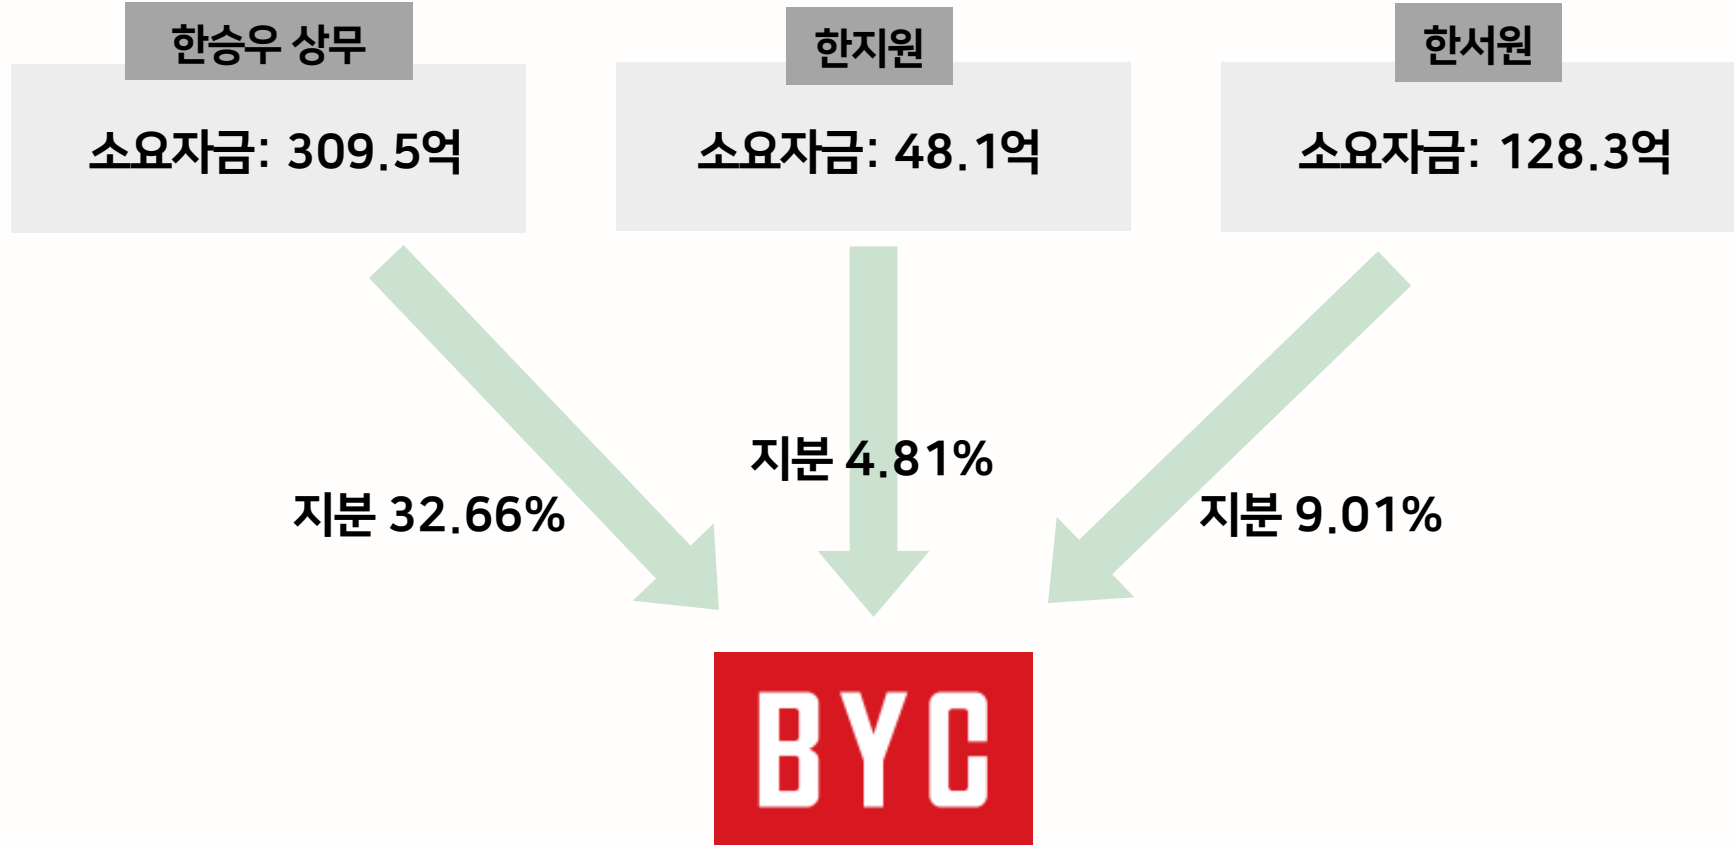 한승우 상무
소요자금: 309.5억
한지원
소요자금: 48.1억
한서원
소요자금: 128.3억
지분 32.66%
지분 4.81%
지분 9.01%
BYC